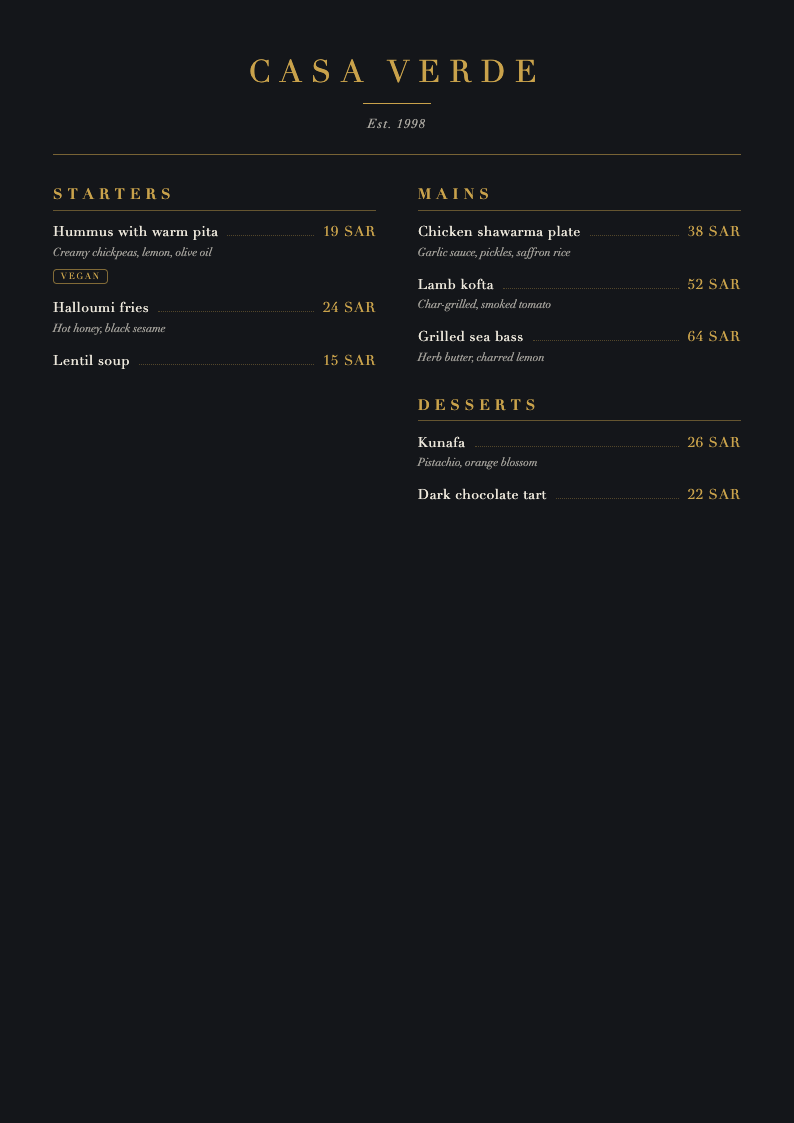 CASA VERDE
Est. 1998
STARTERS
Hummus with warm pita 19 SAR
Creamy chickpeas, lemon, olive oil
VEGAN
Halloumi fries 24 SAR
Hot honey, black sesame
Lentil soup 15 SAR
MAINS
Chicken shawarma plate 38 SAR
Garlic sauce, pickles, saffron rice
Lamb kofta 52 SAR
Char-grilled, smoked tomato
Grilled sea bass 64 SAR
Herb butter, charred lemon
DESSERTS
Kunafa 26 SAR
Pistachio, orange blossom
Dark chocolate tart 22 SAR